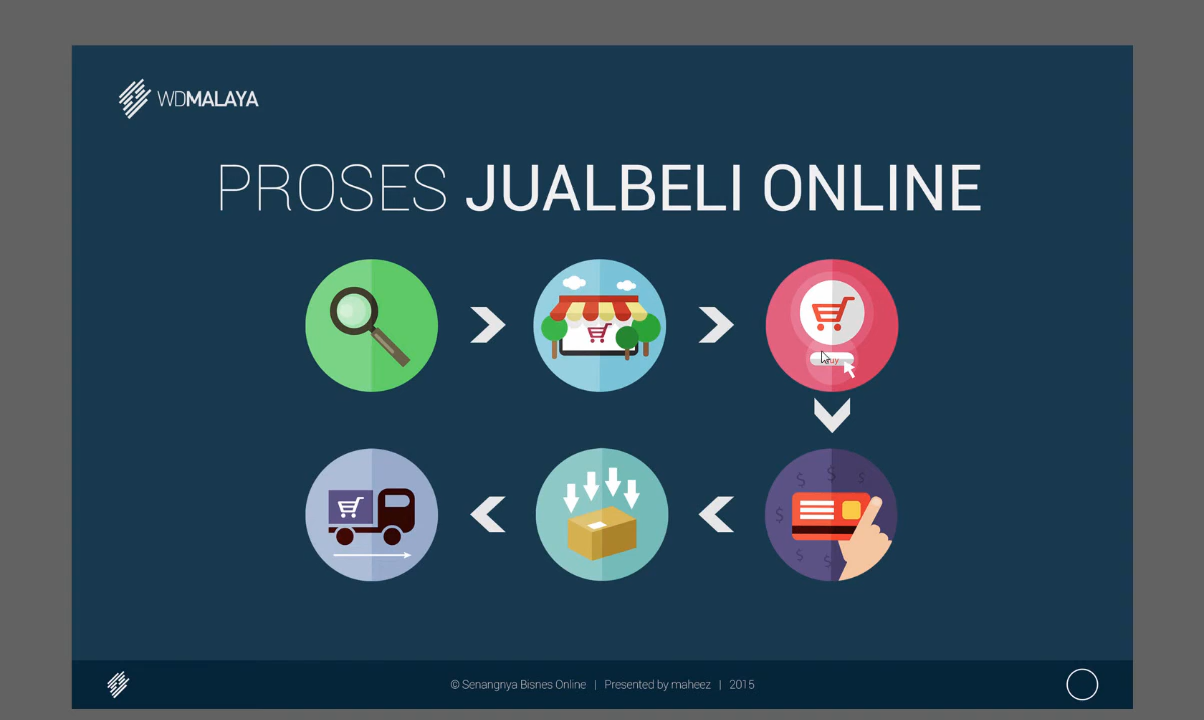 WDMALAYA
PROSES JUALBELI ONLINE
© Senangnya Bisnes Online | Presented by maheez | 2015